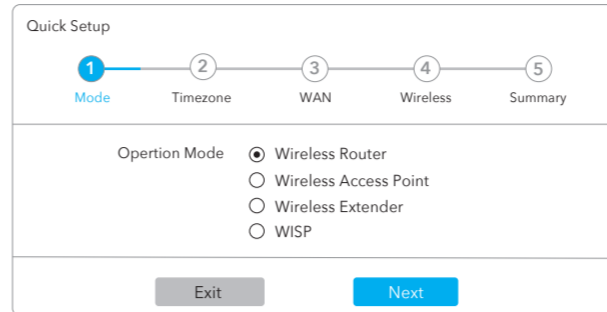 Quick Setup
1 2 3 4 5
Mode Timezone WAN Wireless Summary
Opertion Mode Wireless Router
Wireless Access Point
Wireless Extender
WISP
Exit Next